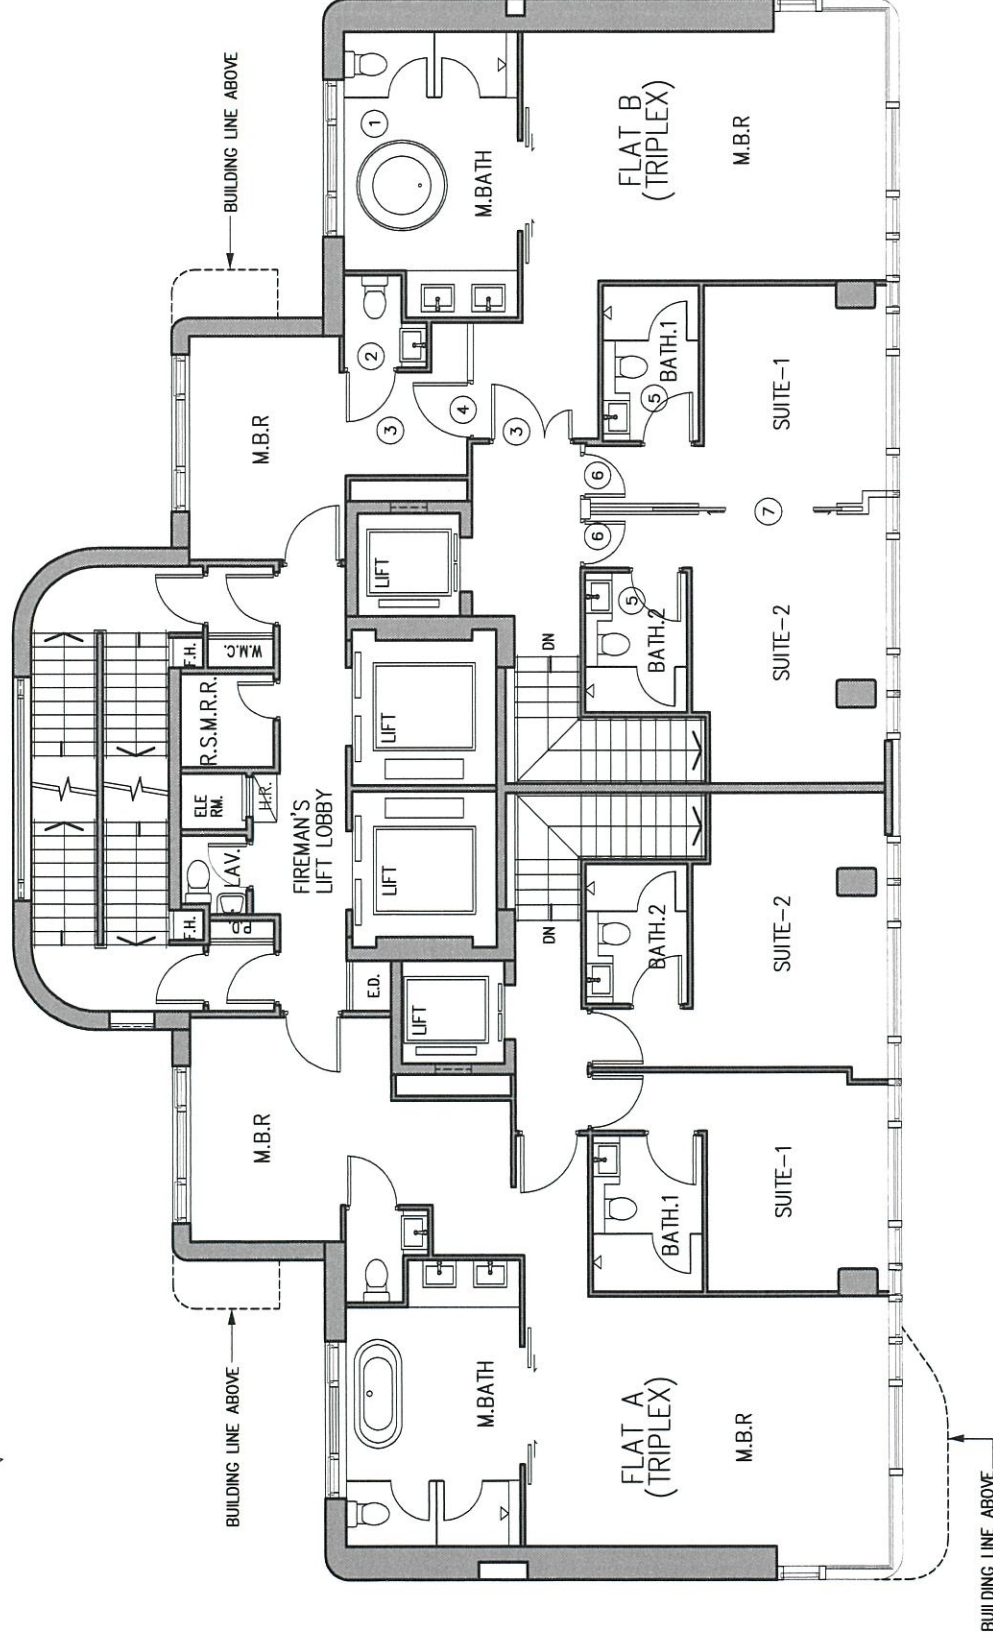 BUILDING LINE ABOVE
BUILDING LINE ABOVE
BUILDING LINE ABOVE
M.B.R
M.BATH
FLAT A
(TRIPLEX)
M.B.R
BATH.1
SUITE-1
BATH.2
SUITE-2
LIFT
E.D.
DN
F.H.
P.D.
LAV.
ELE
RM.
H.R.
R.S.M.R.R.
F.H.
W.M.C.
FIREMAN'S
LIFT LOBBY
LIFT
LIFT
LIFT
DN
M.B.R
M.BATH
FLAT B
(TRIPLEX)
M.B.R
BATH.2
SUITE-2
BATH.1
SUITE-1
1
2
3
4
3
5
5
6
6
7